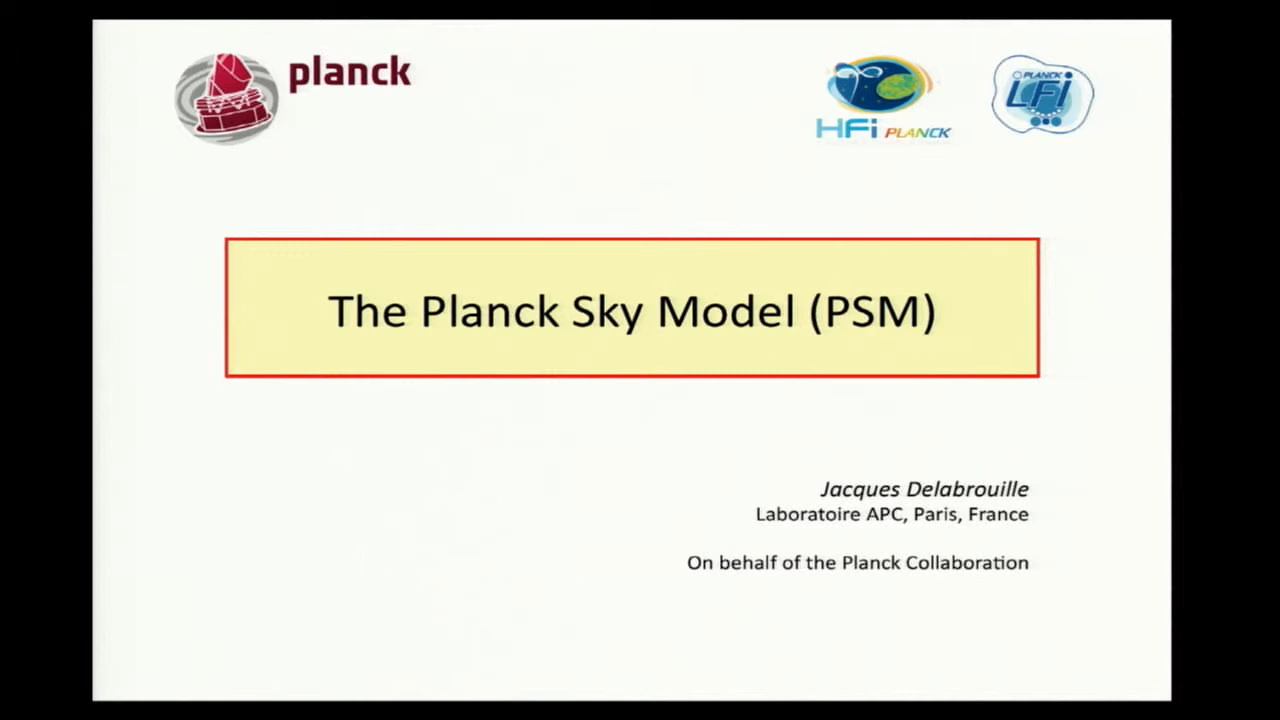 planck
HFi PLANCK
PLANCK
LFi
The Planck Sky Model (PSM)
Jacques Delabrouille
Laboratoire APC, Paris, France
On behalf of the Planck Collaboration